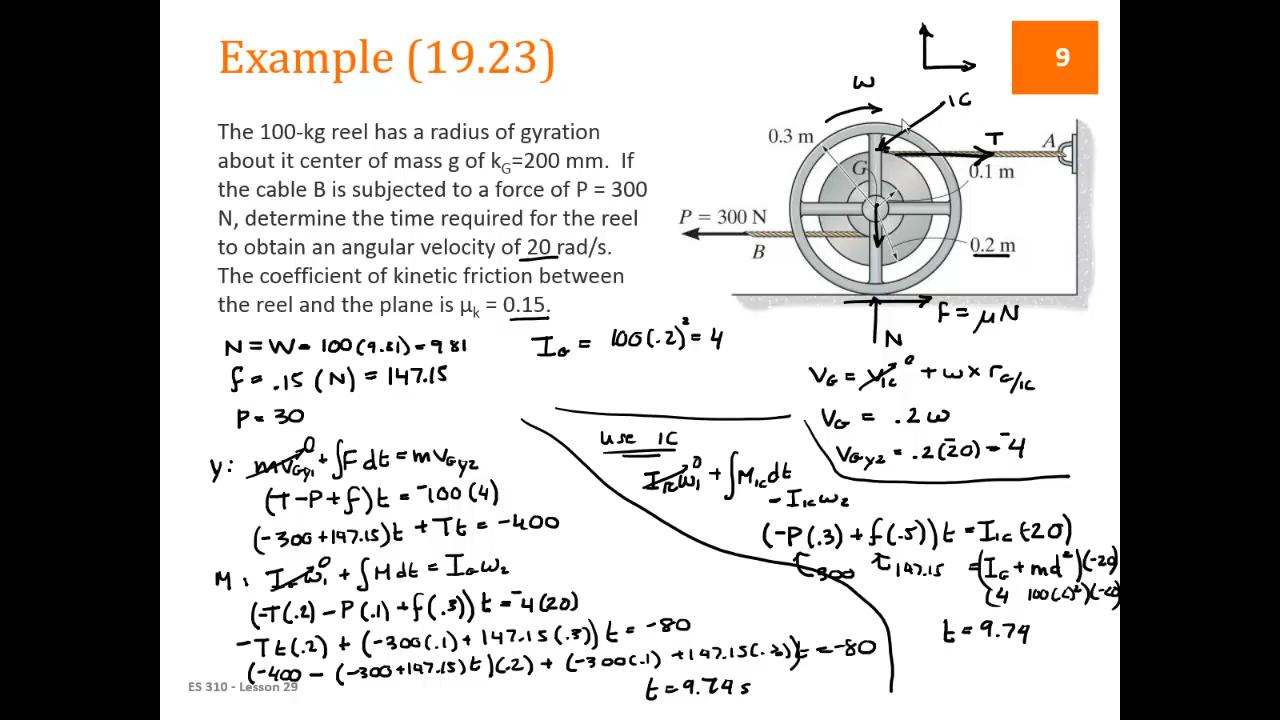 Example (19.23)
9
The 100-kg reel has a radius of gyration
about it center of mass g of kG=200 mm. If
the cable B is subjected to a force of P = 300
N, determine the time required for the reel
to obtain an angular velocity of 20 rad/s.
The coefficient of kinetic friction between
the reel and the plane is μk = 0.15.
ω
IC
0.3 m
T
A
G
0.1 m
P = 300 N
B
0.2 m
f = μN
N
N = W = 100(9.81) = 981
f = .15 (N) = 147.15
P = 30
IG = 100(.2)² = 4
VG = VIC 0 + ω × rG/IC
VG = .2ω
VGy2 = .2(-20) = -4
y: mVGy1 0 + ∫F dt = mVGy2
(T - P + f)t = -100(4)
(-300+147.15)t + Tt = -400
M: IGω1 0 + ∫M dt = IGω2
(-T(.2) - P(.1) + f(.3))t = -4(20)
-Tt(.2) + (-300(.1) + 147.15(.3))t = -80
(-400 - (-300+147.15)t)(.2) + (-300(.1) + 147.15(.3))t = -80
t = 9.74 s
use IC
ω1 0 + ∫MIC dt
= IICω2
(-P(.3) + f(.5))t = IIC(-20)
300 147.15 = (IG + md²)(-20)
t = 9.74
ES 310 - Lesson 29